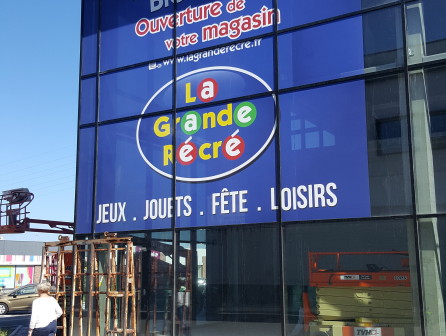 Ouverture de
votre magasin
www.lagranderecre.fr
La
Grande
Récré
JEUX . JOUETS . FÊTE . LOISIRS